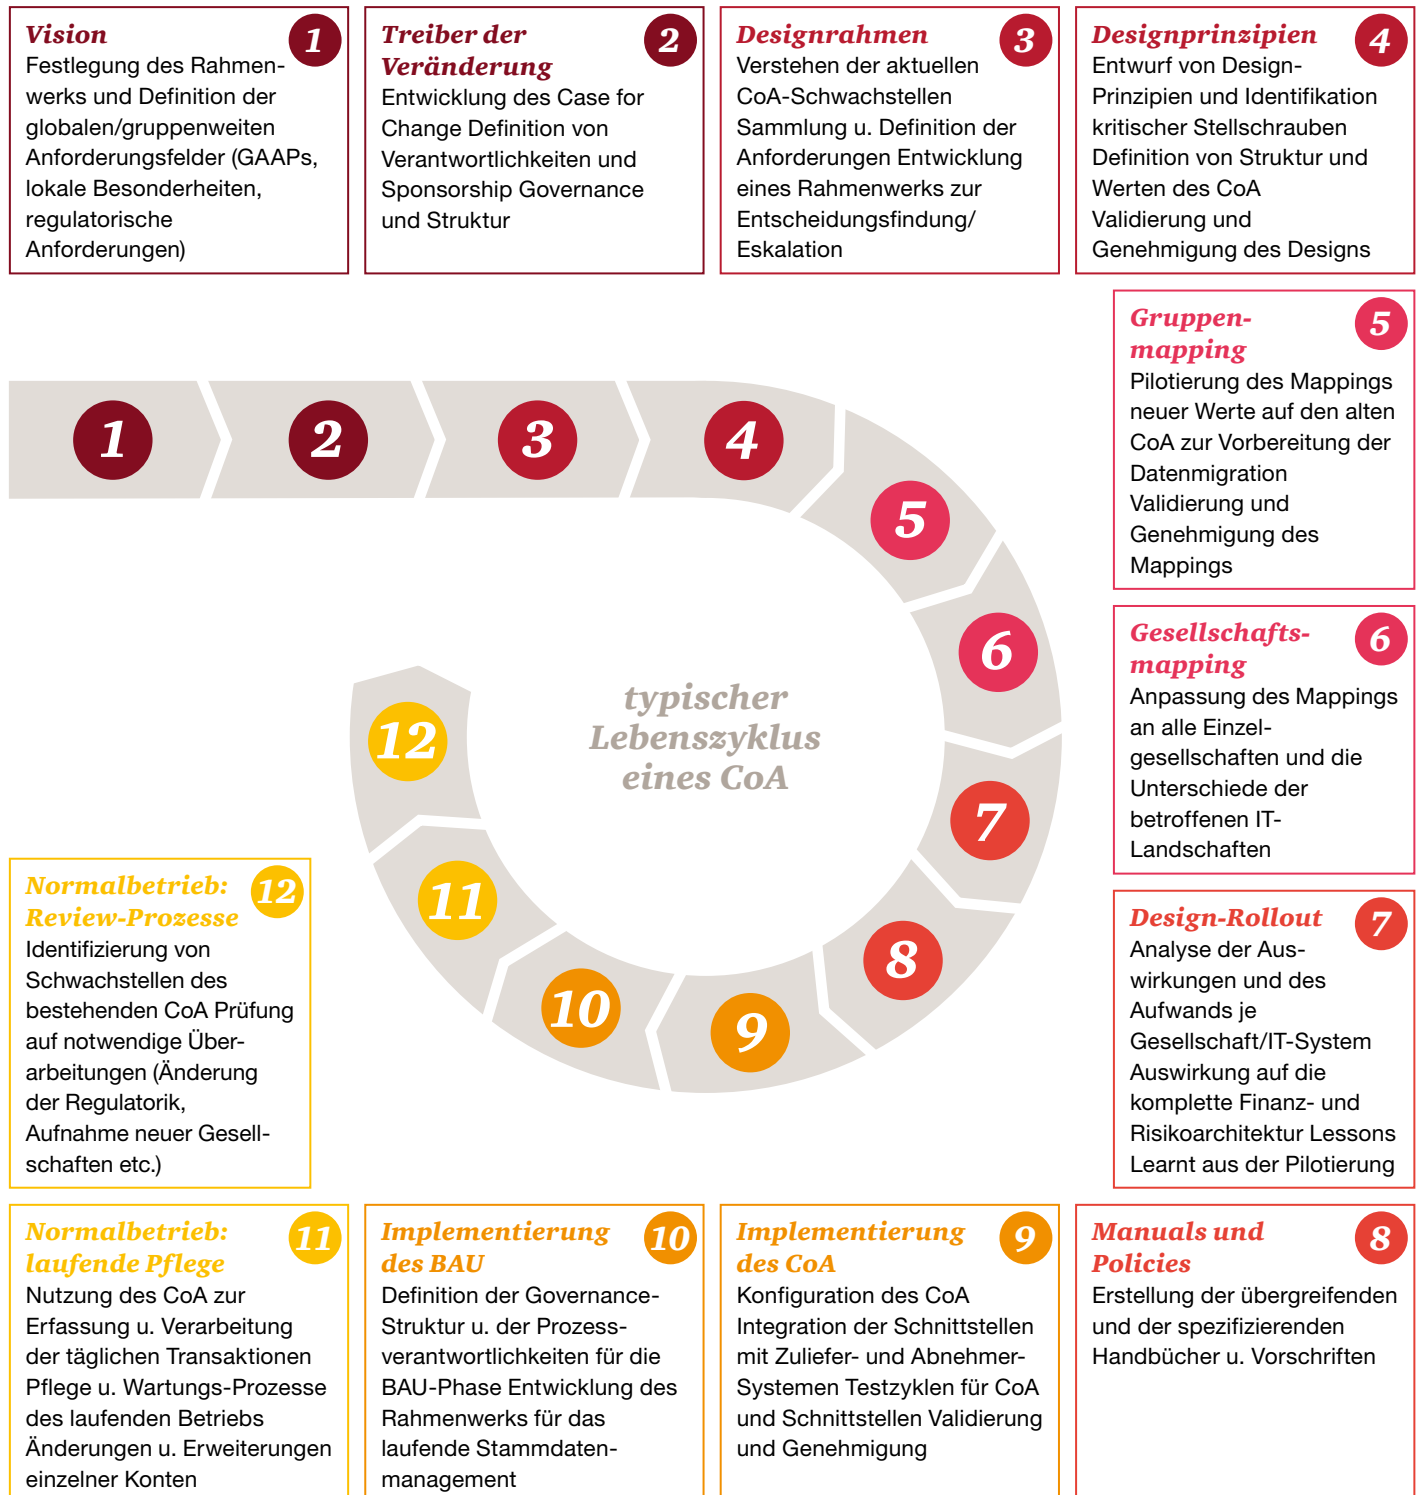 Vision
1
Festlegung des Rahmen-
werks und Definition der
globalen/gruppenweiten
Anforderungsfelder (GAAPs,
lokale Besonderheiten,
regulatorische
Anforderungen)
Treiber der
Veränderung
2
Entwicklung des Case for
Change Definition von
Verantwortlichkeiten und
Sponsorship Governance
und Struktur
Designrahmen
3
Verstehen der aktuellen
CoA-Schwachstellen
Sammlung u. Definition der
Anforderungen Entwicklung
eines Rahmenwerks zur
Entscheidungsfindung/
Eskalation
Designprinzipien
4
Entwurf von Design-
Prinzipien und Identifikation
kritischer Stellschrauben
Definition von Struktur und
Werten des CoA
Validierung und
Genehmigung des Designs
Gruppen-
mapping
5
Pilotierung des Mappings
neuer Werte auf den alten
CoA zur Vorbereitung der
Datenmigration
Validierung und
Genehmigung des
Mappings
Gesellschafts-
mapping
6
Anpassung des Mappings
an alle Einzel-
gesellschaften und die
Unterschiede der
betroffenen IT-
Landschaften
Design-Rollout
7
Analyse der Aus-
wirkungen und des
Aufwands je
Gesellschaft/IT-System
Auswirkung auf die
komplette Finanz- und
Risikoarchitektur Lessons
Learnt aus der Pilotierung
Manuals und
Policies
8
Erstellung der übergreifenden
und der spezifizierenden
Handbücher u. Vorschriften
Implementierung
des CoA
9
Konfiguration des CoA
Integration der Schnittstellen
mit Zuliefer- und Abnehmer-
Systemen Testzyklen für CoA
und Schnittstellen Validierung
und Genehmigung
Implementierung
des BAU
10
Definition der Governance-
Struktur u. der Prozess-
verantwortlichkeiten für die
BAU-Phase Entwicklung des
Rahmenwerks für das
laufende Stammdaten-
management
Normalbetrieb:
laufende Pflege
11
Nutzung des CoA zur
Erfassung u. Verarbeitung
der täglichen Transaktionen
Pflege u. Wartungs-Prozesse
des laufenden Betriebs
Änderungen u. Erweiterungen
einzelner Konten
Normalbetrieb:
Review-Prozesse
12
Identifizierung von
Schwachstellen des
bestehenden CoA Prüfung
auf notwendige Über-
arbeitungen (Änderung
der Regulatorik,
Aufnahme neuer Gesell-
schaften etc.)
1
2
3
4
5
6
7
8
9
10
11
12
typischer
Lebenszyklus
eines CoA